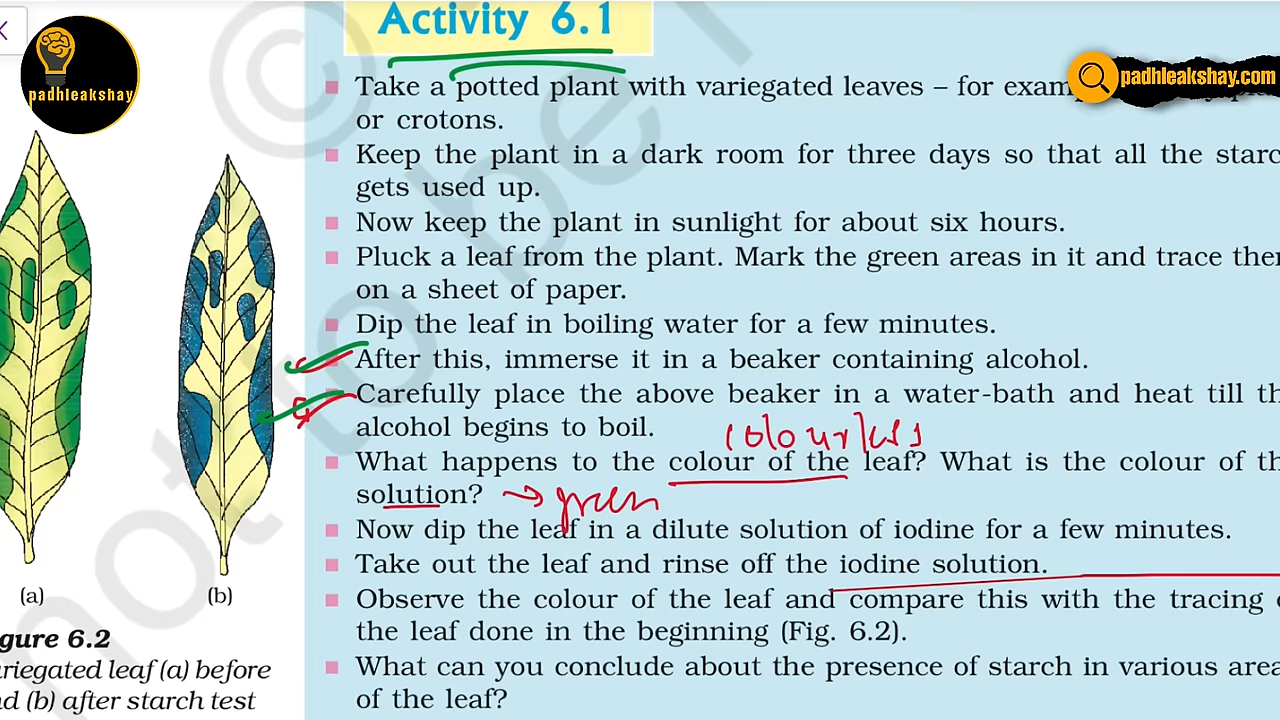 Activity 6.1
padhleakshay
padhleakshay.com
Take a potted plant with variegated leaves – for exam
or crotons.
Keep the plant in a dark room for three days so that all the starc
gets used up.
Now keep the plant in sunlight for about six hours.
Pluck a leaf from the plant. Mark the green areas in it and trace them
on a sheet of paper.
Dip the leaf in boiling water for a few minutes.
After this, immerse it in a beaker containing alcohol.
Carefully place the above beaker in a water-bath and heat till th
alcohol begins to boil.
colourless
What happens to the colour of the leaf? What is the colour of th
solution? → green
Now dip the leaf in a dilute solution of iodine for a few minutes.
Take out the leaf and rinse off the iodine solution.
Observe the colour of the leaf and compare this with the tracing o
the leaf done in the beginning (Fig. 6.2).
What can you conclude about the presence of starch in various area
of the leaf?
(a)
(b)
gure 6.2
ariegated leaf (a) before
nd (b) after starch test
©
not to be